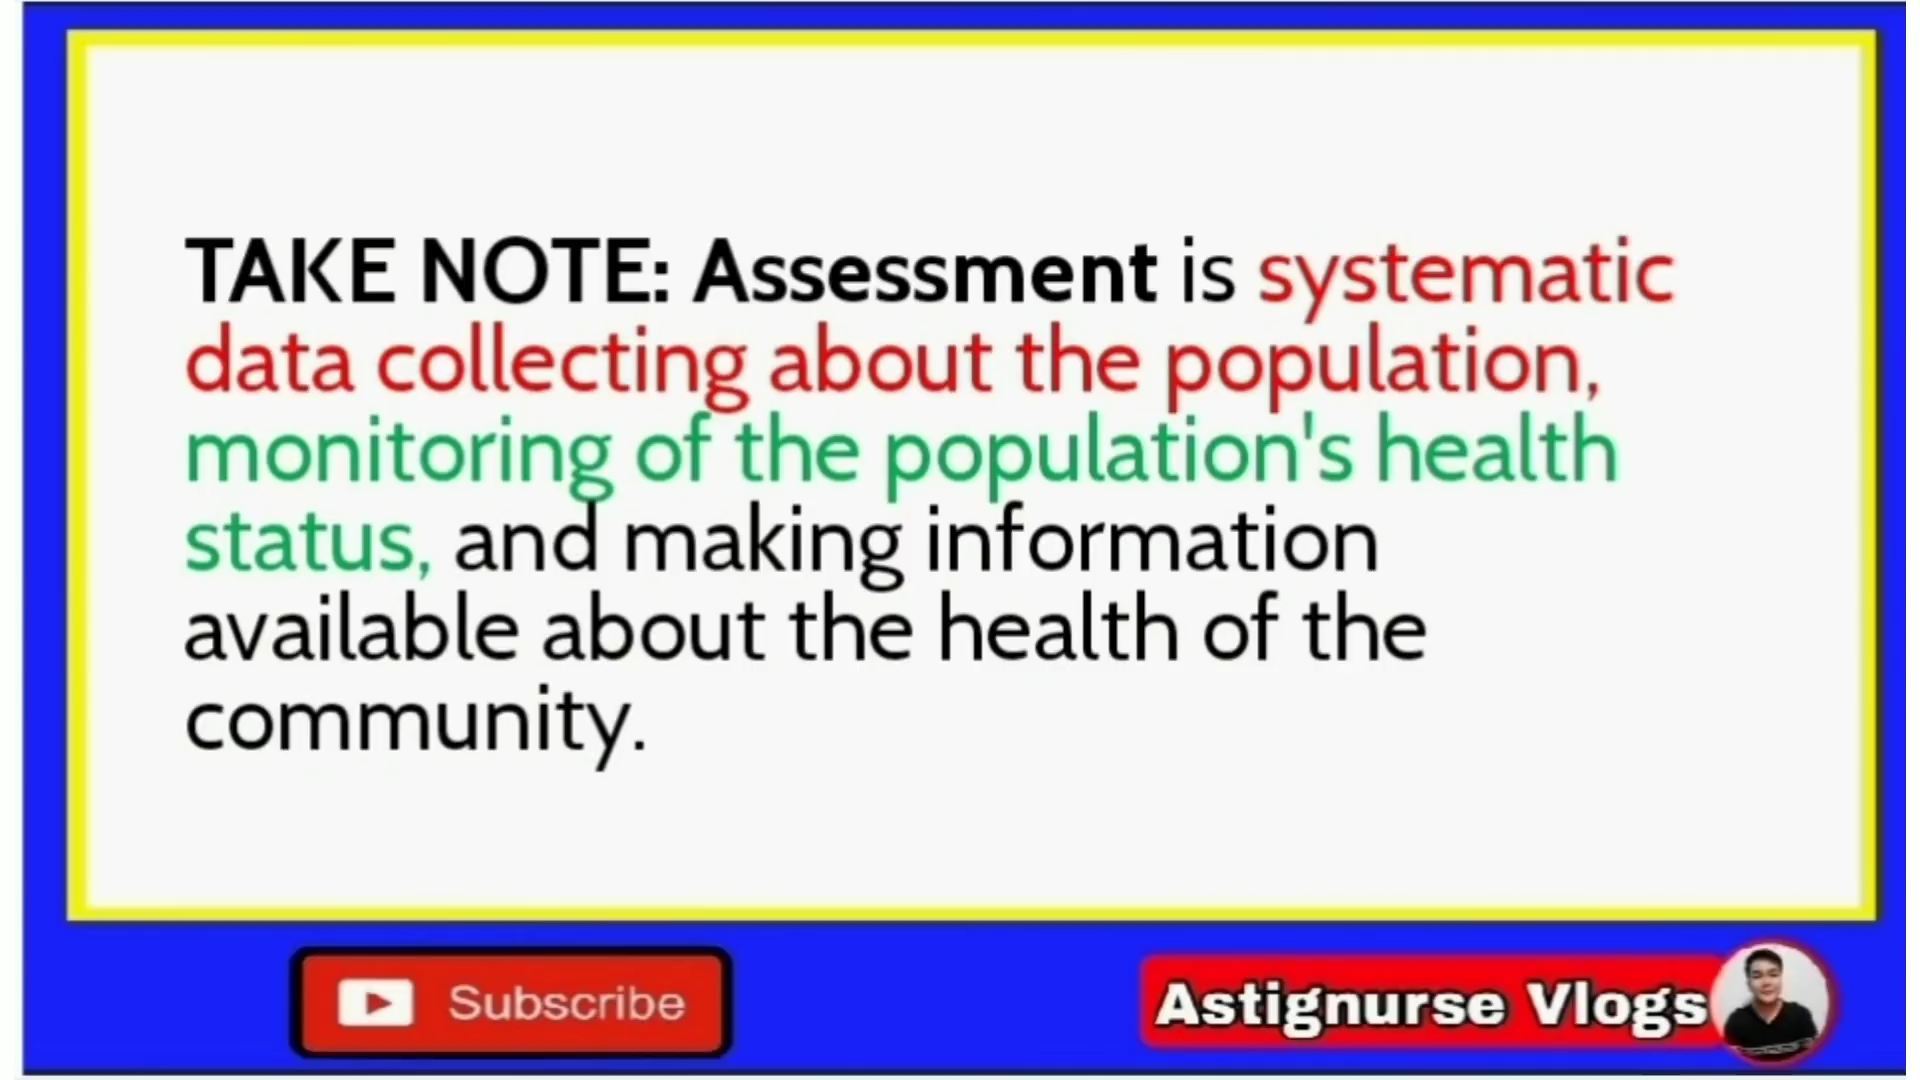 TAKE NOTE: Assessment is systematic
data collecting about the population,
monitoring of the population's health
status, and making information
available about the health of the
community.
Subscribe
Astignurse Vlogs